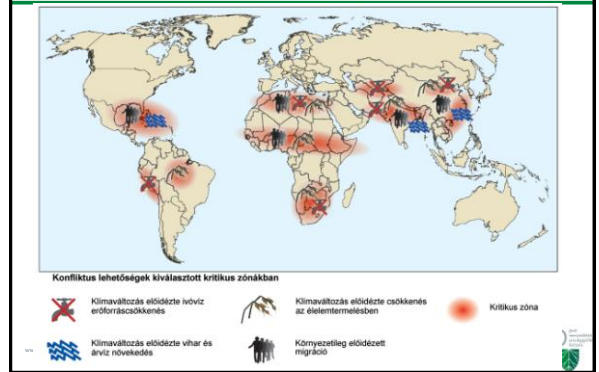 Konfliktus lehetőségek kiválasztott kritikus zónákban
Klímaváltozás előidézte ivóvíz
erőforráscsökkenés
Klímaváltozás előidézte csökkenés
az élelemtermelésben
Kritikus zóna
Klímaváltozás előidézte vihar és
árvíz növekedés
Környezetileg előidézett
migráció